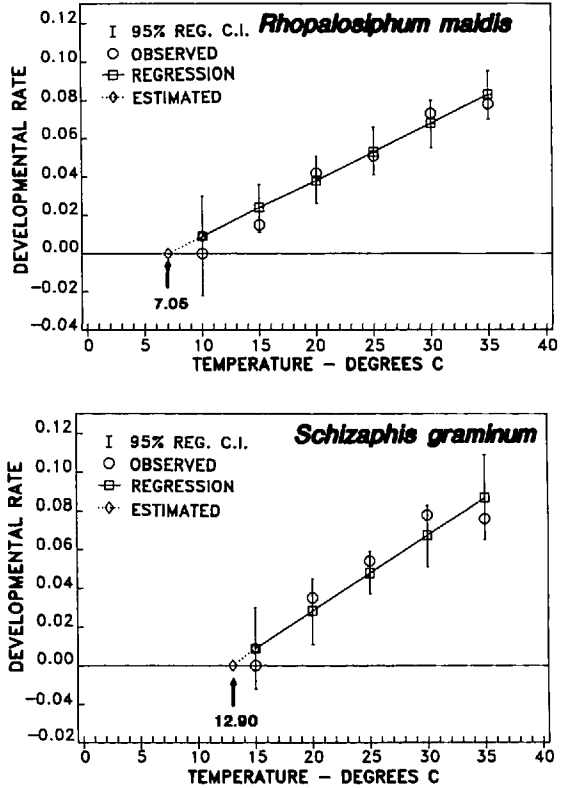 Rhopalosiphum maidis
0.12
0.10
0.08
0.06
0.04
0.02
0.00
−0.02
−0.04
DEVELOPMENTAL RATE
95% REG. C.I.
OBSERVED
REGRESSION
ESTIMATED
7.05
0 5 10 15 20 25 30 35 40
TEMPERATURE − DEGREES C
Schizaphis graminum
0.12
0.10
0.08
0.06
0.04
0.02
0.00
−0.04
−0.02
DEVELOPMENTAL RATE
95% REG. C.I.
OBSERVED
REGRESSION
ESTIMATED
12.90
0 5 10 15 20 25 30 35 40
TEMPERATURE − DEGREES C